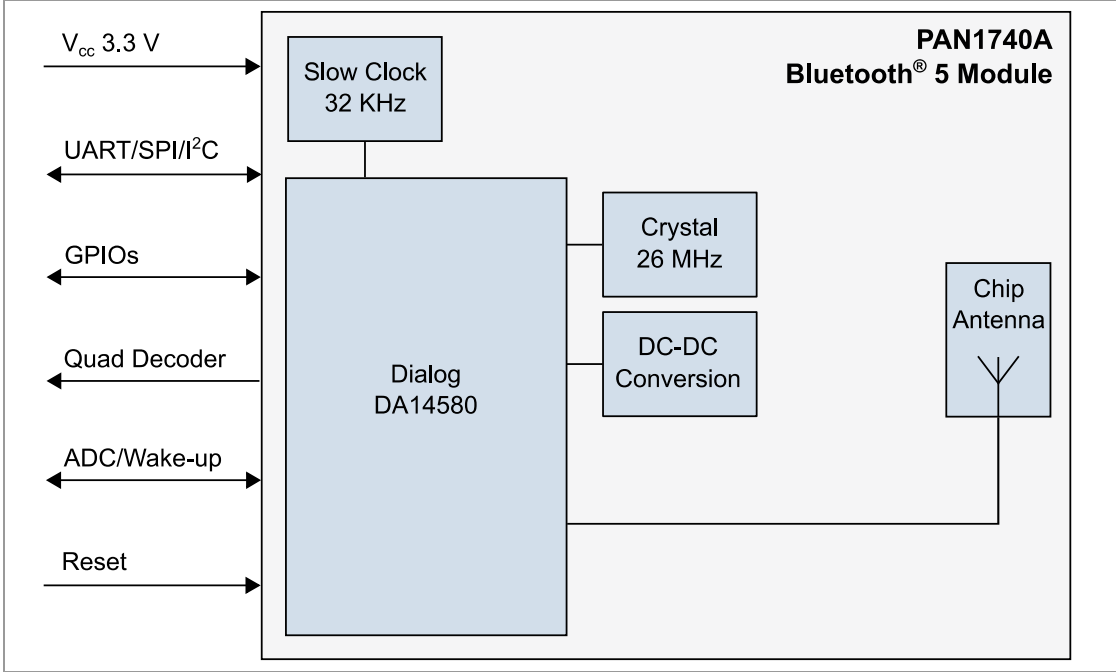 V_cc 3.3 V
UART/SPI/I²C
GPIOs
Quad Decoder
ADC/Wake-up
Reset
PAN1740A
Bluetooth® 5 Module
Slow Clock
32 KHz
Crystal
26 MHz
DC-DC
Conversion
Dialog
DA14580
Chip
Antenna